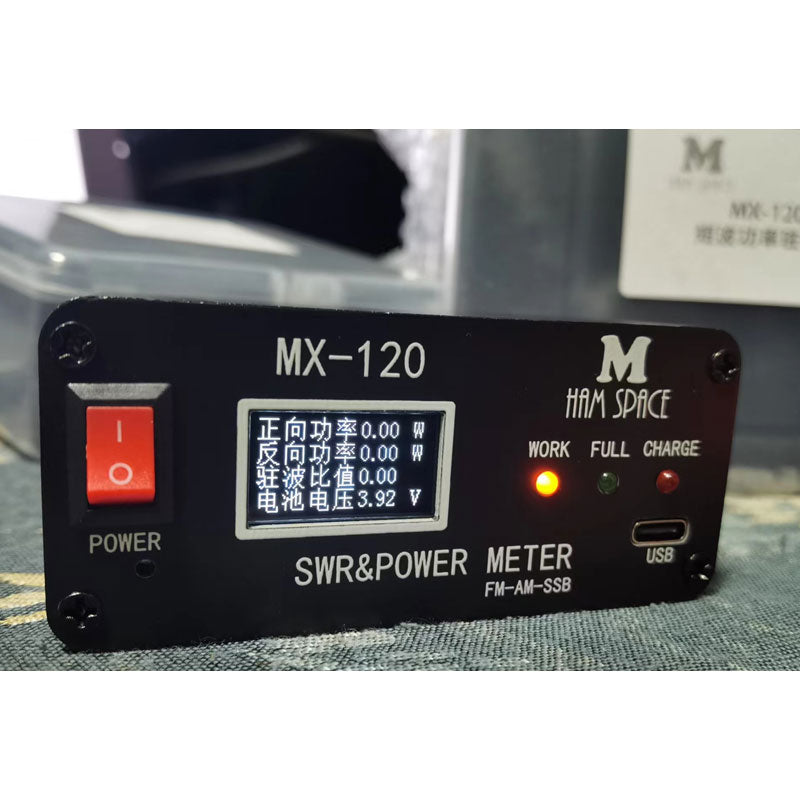 M
HAM SPACE
MX-120
MX-120
M
HAM SPACE
正向功率0.00 W
反向功率0.00 W
驻波比值0.00
电池电压3.92 V
WORK FULL CHARGE
I
O
POWER
USB
SWR&POWER METER
FM-AM-SSB